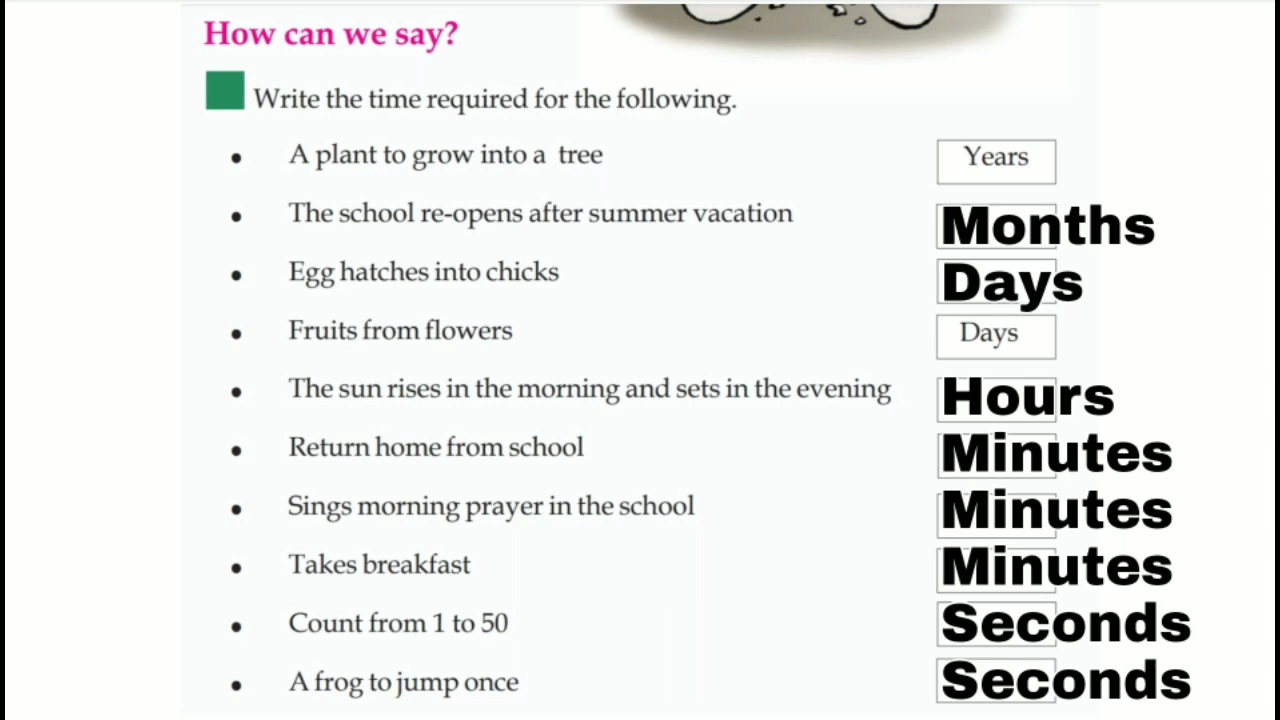 How can we say?
Write the time required for the following.
• A plant to grow into a tree Years
• The school re-opens after summer vacation Months
• Egg hatches into chicks Days
• Fruits from flowers Days
• The sun rises in the morning and sets in the evening Hours
• Return home from school Minutes
• Sings morning prayer in the school Minutes
• Takes breakfast Minutes
• Count from 1 to 50 Seconds
• A frog to jump once Seconds